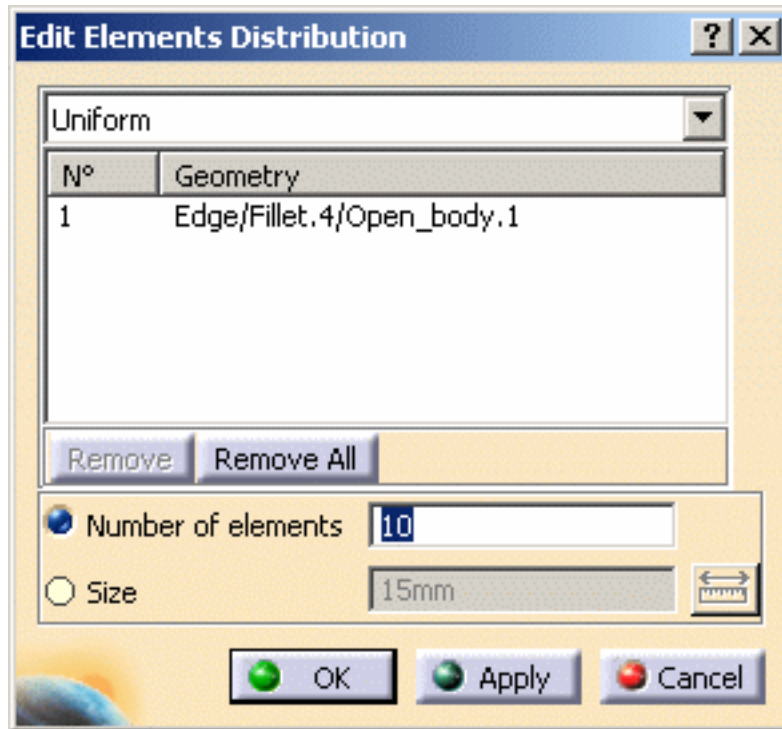 Edit Elements Distribution
Uniform
N° Geometry
1 Edge/Fillet.4/Open_body.1
Remove Remove All
Number of elements 10
Size 15mm
OK Apply Cancel